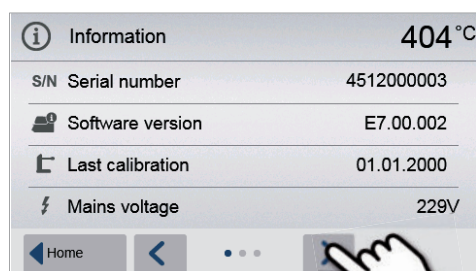 Information 404°C
S/N Serial number 4512000003
Software version E7.00.002
Last calibration 01.01.2000
Mains voltage 229V
Home